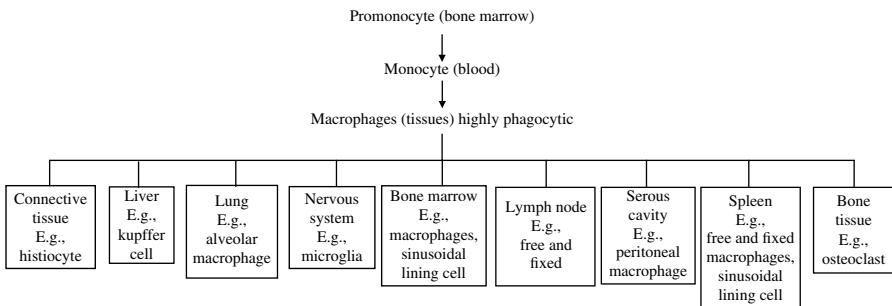 Promonocyte (bone marrow)
Monocyte (blood)
Macrophages (tissues) highly phagocytic
Connective
tissue
E.g.,
histiocyte
Liver
E.g.,
kupffer
cell
Lung
E.g.,
alveolar
macrophage
Nervous
system
E.g.,
microglia
Bone marrow
E.g.,
macrophages,
sinusoidal
lining cell
Lymph node
E.g.,
free and
fixed
Serous
cavity
E.g.,
peritoneal
macrophage
Spleen
E.g.,
free and fixed
macrophages,
sinusoidal
lining cell
Bone
tissue
E.g.,
osteoclast